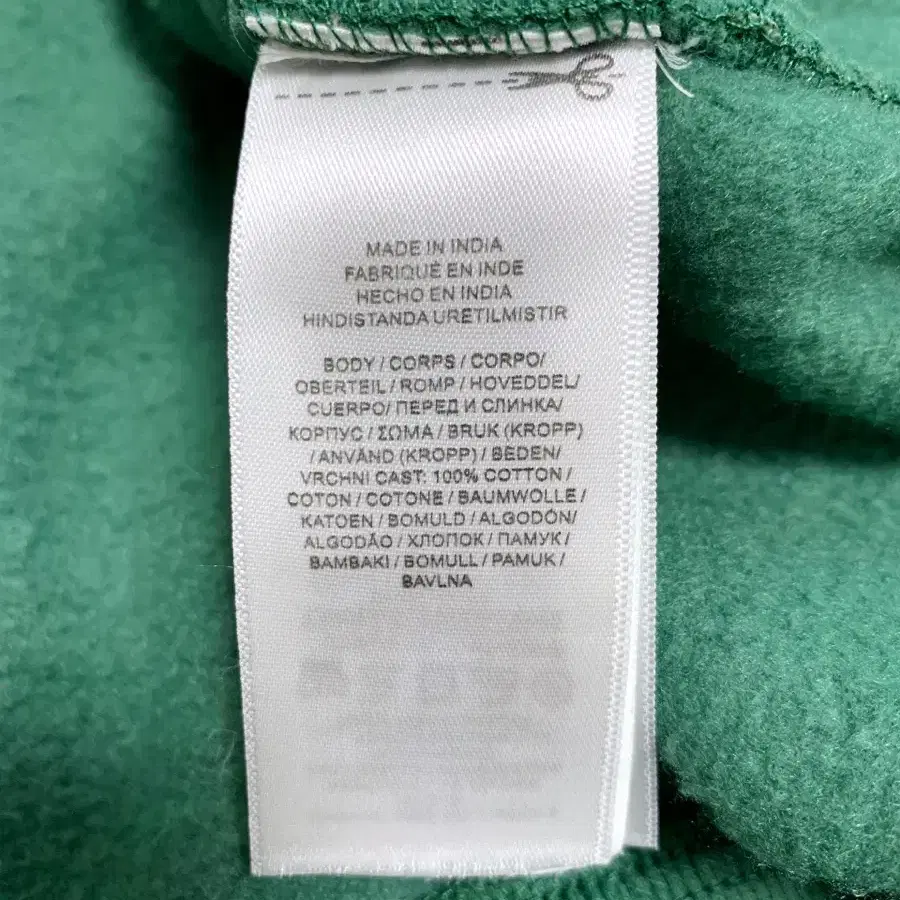 MADE IN INDIA
FABRIQUÉ EN INDE
HECHO EN INDIA
HINDISTANDA URETILMISTIR
BODY / CORPS / CORPO/
OBERTEIL / ROMP / HOVEDDEL/
CUERPO/ ПЕРЕД И СЛИНКА/
КОРПУС / ΣΩΜΑ / BRUK (KROPP)
/ ANVÄND (KROPP) / BEDEN/
VRCHNI CAST: 100% COTTON /
COTON / COTONE / BAUMWOLLE /
KATOEN / BOMULD / ALGODÓN/
ALGODÃO / ХЛОПОК / ПАМУК /
BAMBAKI / BOMULL / PAMUK /
BAVLNA